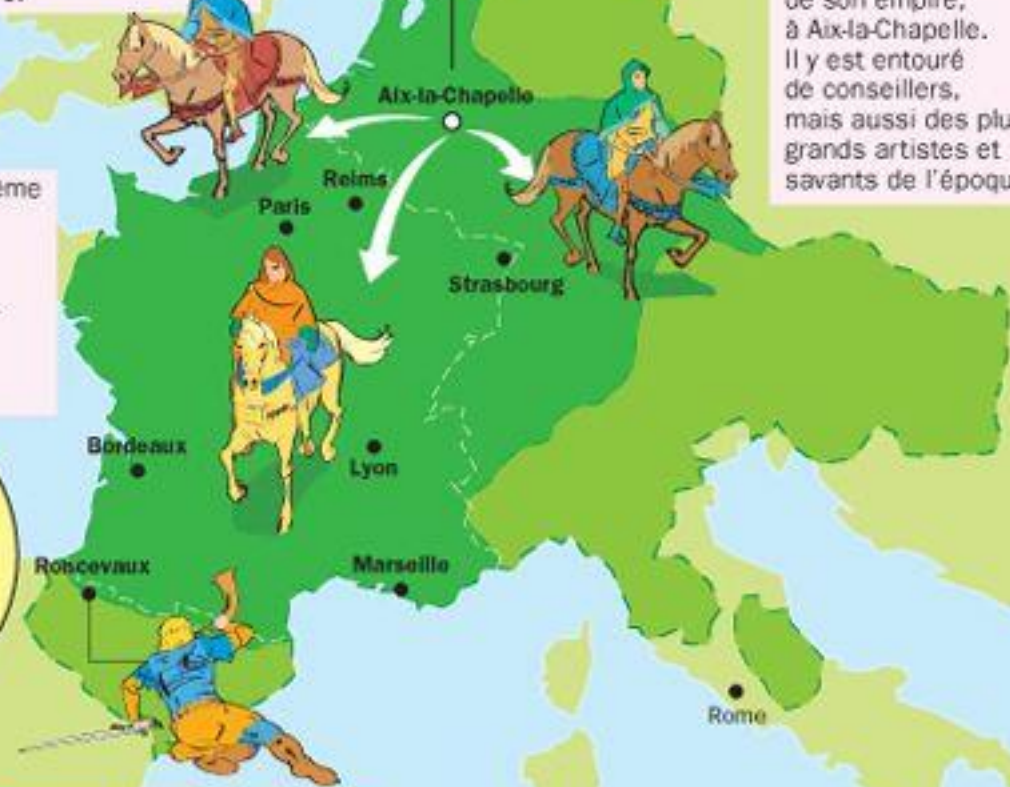 de son empire,
à Aix-la-Chapelle.
Il y est entouré
de conseillers,
mais aussi des plu
grands artistes et
savants de l'époqu
ême
Aix-la-Chapelle
Reims
Paris
Strasbourg
Bordeaux
Lyon
Roncevaux
Marseille
Rome